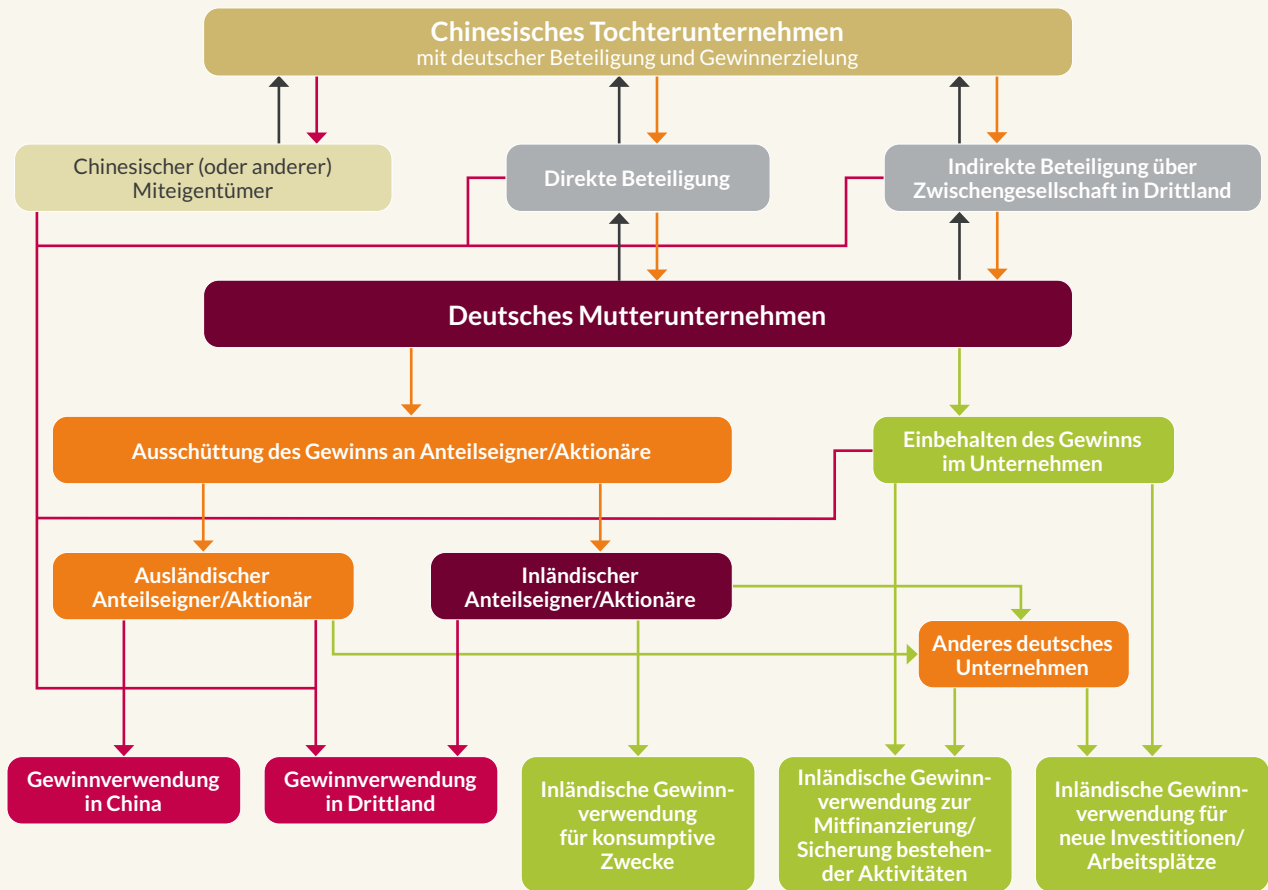 Chinesisches Tochterunternehmen
mit deutscher Beteiligung und Gewinnerzielung
Chinesischer (oder anderer)
Miteigentümer
Direkte Beteiligung
Indirekte Beteiligung über
Zwischengesellschaft in Drittland
Deutsches Mutterunternehmen
Ausschüttung des Gewinns an Anteilseigner/Aktionäre
Einbehalten des Gewinns
im Unternehmen
Ausländischer
Anteilseigner/Aktionär
Inländischer
Anteilseigner/Aktionäre
Anderes deutsches
Unternehmen
Gewinnverwendung
in China
Gewinnverwendung
in Drittland
Inländische Gewinn-
verwendung
für konsumptive
Zwecke
Inländische Gewinn-
verwendung zur
Mitfinanzierung/
Sicherung bestehen-
der Aktivitäten
Inländische Gewinn-
verwendung für
neue Investitionen/
Arbeitsplätze